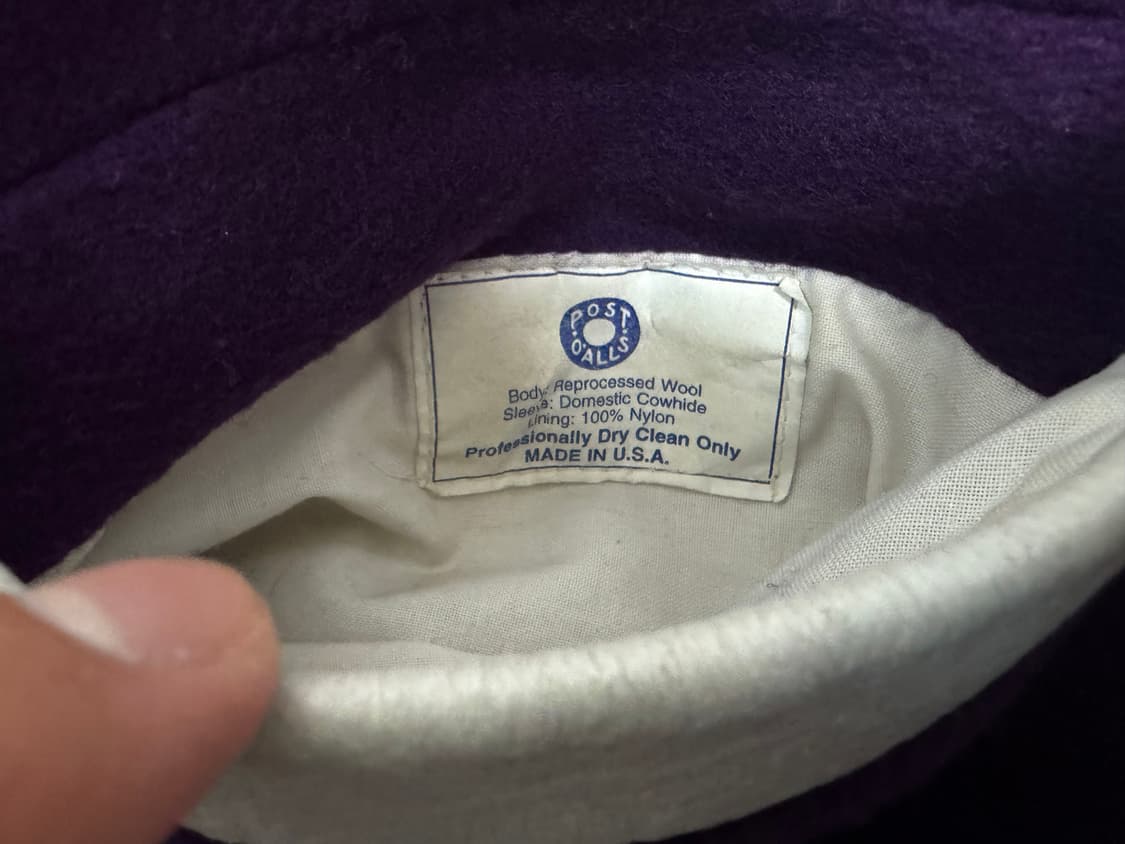 POST
O'ALLS
Body: Reprocessed Wool
Sleeve: Domestic Cowhide
Lining: 100% Nylon
Professionally Dry Clean Only
MADE IN U.S.A.